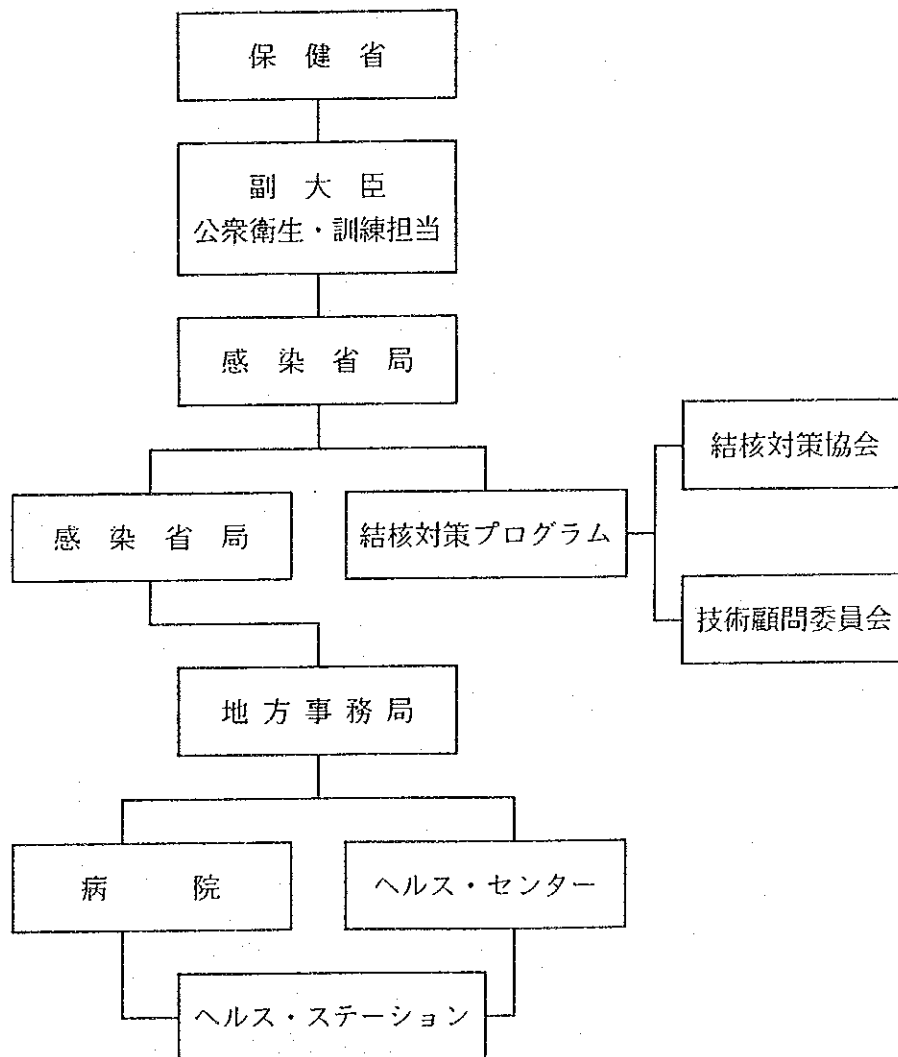 保健省
副大臣
公衆衛生・訓練担当
感染省局
結核対策協会
感染省局
結核対策プログラム
技術顧問委員会
地方事務局
病院
ヘルス・センター
ヘルス・ステーション